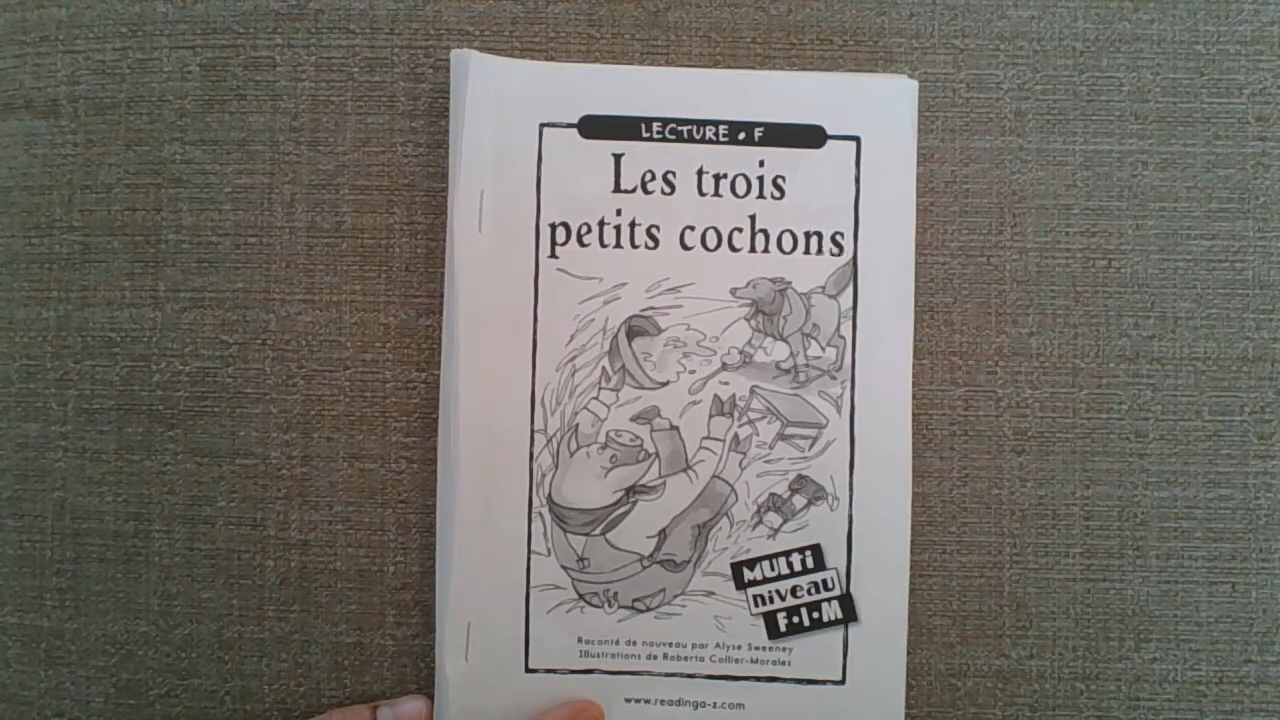 LECTURE • F
Les trois
petits cochons
MULTi
niveau
F•I•M
Raconté de nouveau par Alyse Sweeney
Illustrations de Roberta Collier-Morales
www.readinga-z.com